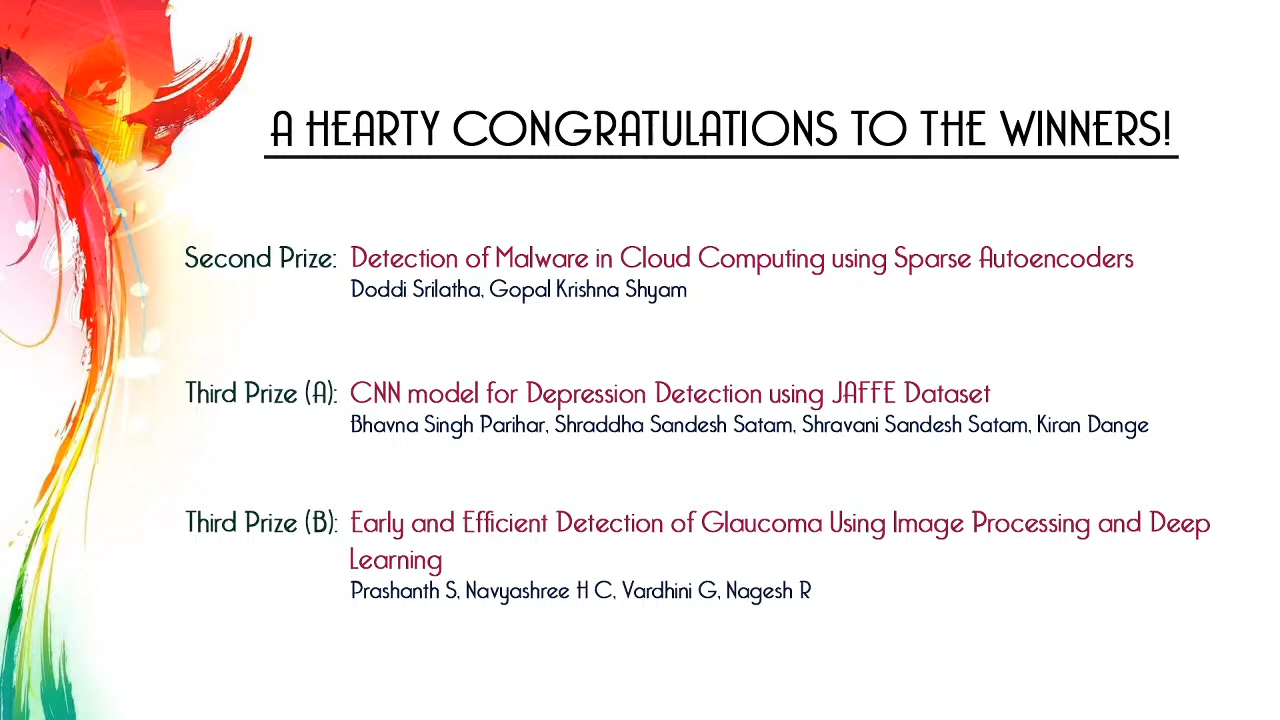 A HEARTY CONGRATULATIONS TO THE WINNERS!
Second Prize: Detection of Malware in Cloud Computing using Sparse Autoencoders
Doddi Srilatha, Gopal Krishna Shyam
Third Prize (A): CNN model for Depression Detection using JAFFE Dataset
Bhavna Singh Parihar, Shraddha Sandesh Satam, Shravani Sandesh Satam, Kiran Dange
Third Prize (B): Early and Efficient Detection of Glaucoma Using Image Processing and Deep
Learning
Prashanth S, Navyashree H C, Vardhini G, Nagesh R